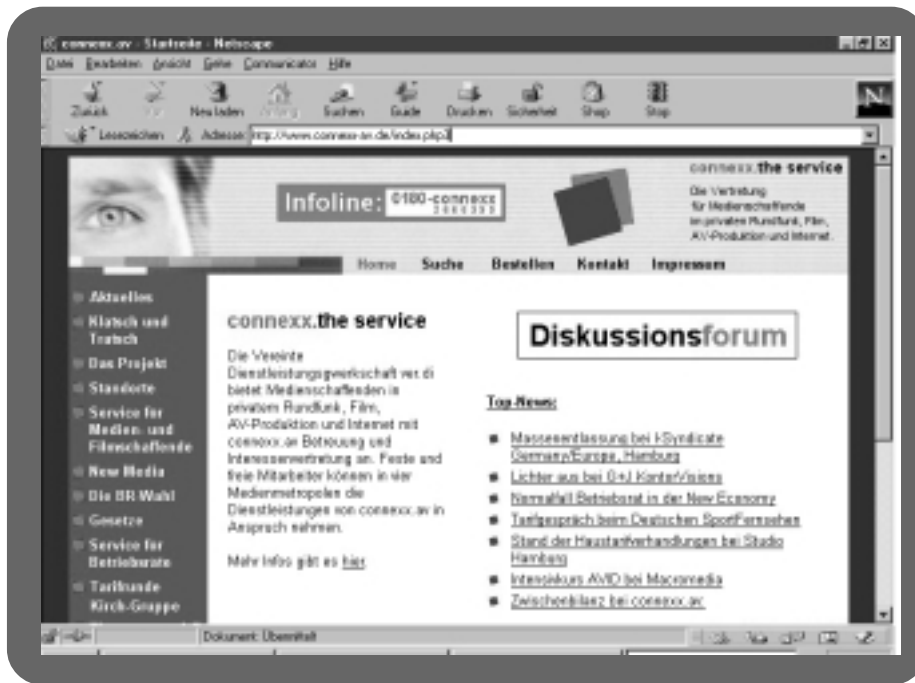 connexx.av - Startseite - Netscape
Datei Bearbeiten Ansicht Gehe Communicator Hilfe
Zurück Neu laden Anfang Suchen Guide Drucken Sicherheit Shop Stop
Lesezeichen Adresse: http://www.connexx-av.de/index.php3
connexx.the service
Infoline: 0180-connexx
Die Vertretung
für Medienschaffende
im privaten Rundfunk, Film,
AV-Produktion und Internet.
Home Suche Bestellen Kontakt Impressum
Aktuelles
Klatsch und
Tratsch
Das Projekt
Standorte
Service für
Medien- und
Filmschaffende
New Media
Die BR Wahl
Gesetze
Service für
Betriebsräte
Tarifrunde
Kirch-Gruppe
connexx.the service
Die Vereinte
Dienstleistungsgewerkschaft ver.di
bietet Medienschaffenden in
privatem Rundfunk, Film,
AV-Produktion und Internet mit
connexx.av Betreuung und
Interessenvertretung an. Feste und
freie Mitarbeiter können in vier
Medienmetropolen die
Dienstleistungen von connexx.av in
Anspruch nehmen.
Mehr Infos gibt es hier.
Diskussionsforum
Top-News:
Massenentlassung bei I-Syndicate
Germany/Europa, Hamburg
Lichter aus bei G+J KontorVisions
Normalfall Betriebsrat in der New Economy
Tarifgespräch beim Deutschen SportFernsehen
Stand der Haustarifverhandlungen bei Studio
Hamburg
Intensivkurs AVID bei Macromedia
Zwischenbilanz bei connexx.av
Dokument: Übermittelt